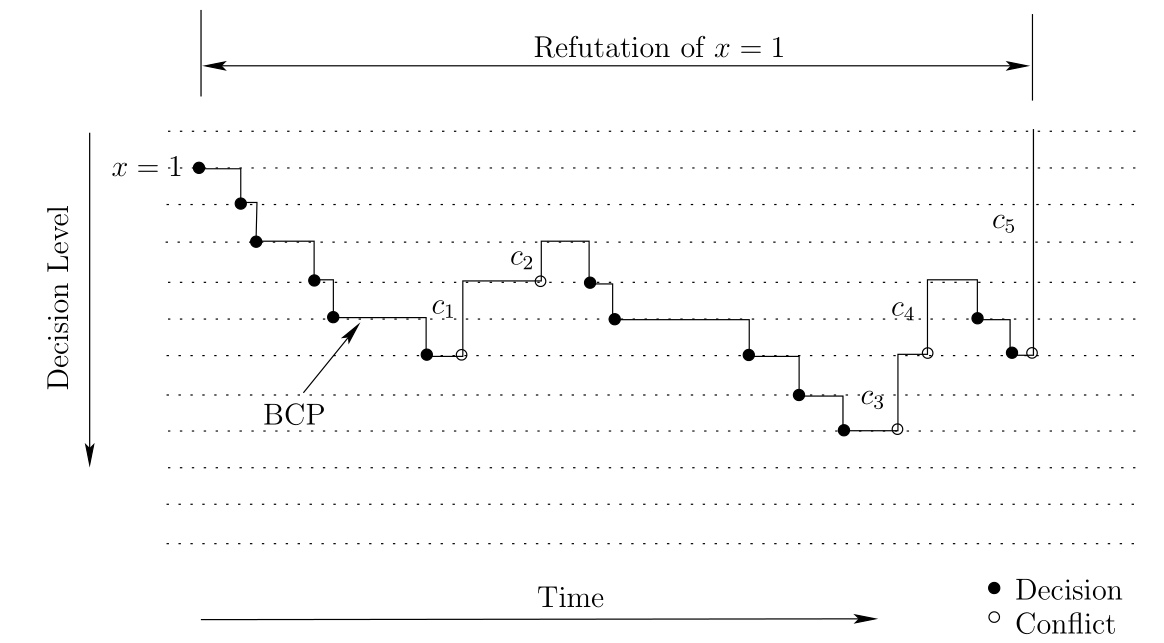 Refutation of x = 1
x = 1
Decision Level
c₁
c₂
c₃
c₄
c₅
BCP
Time
Decision
Conflict